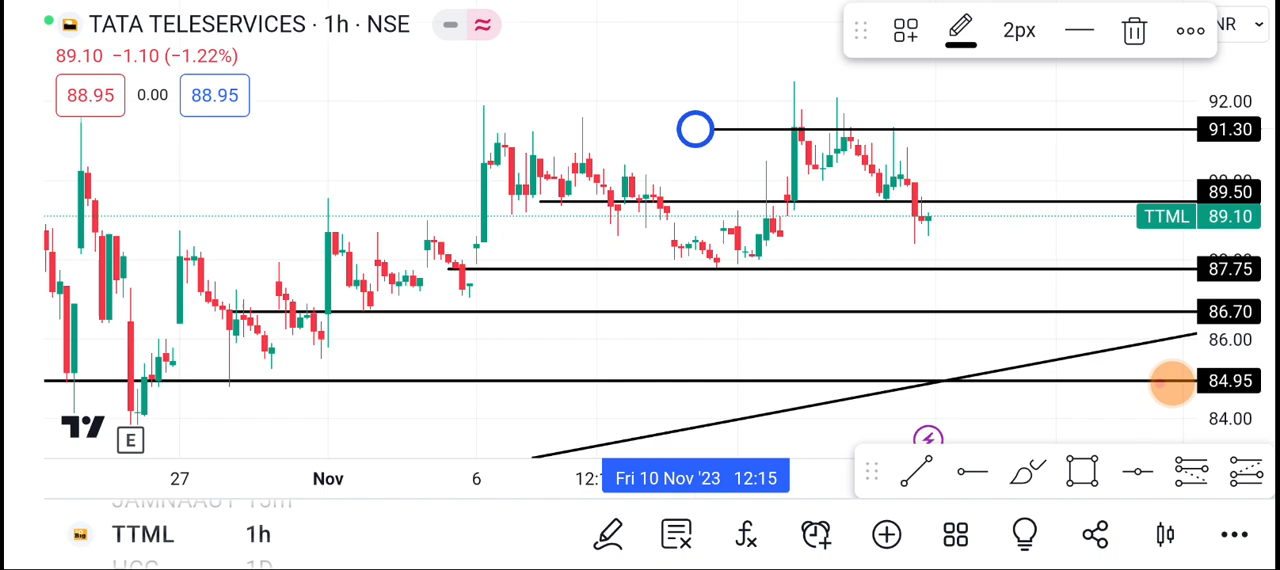 TATA TELESERVICES · 1h · NSE
NR
2px
89.10 −1.10 (−1.22%)
88.95 0.00 88.95
92.00
91.30
89.50
TTML 89.10
87.75
86.70
86.00
84.95
84.00
E
27 Nov 6 Fri 10 Nov '23 12:15
TTML 1h